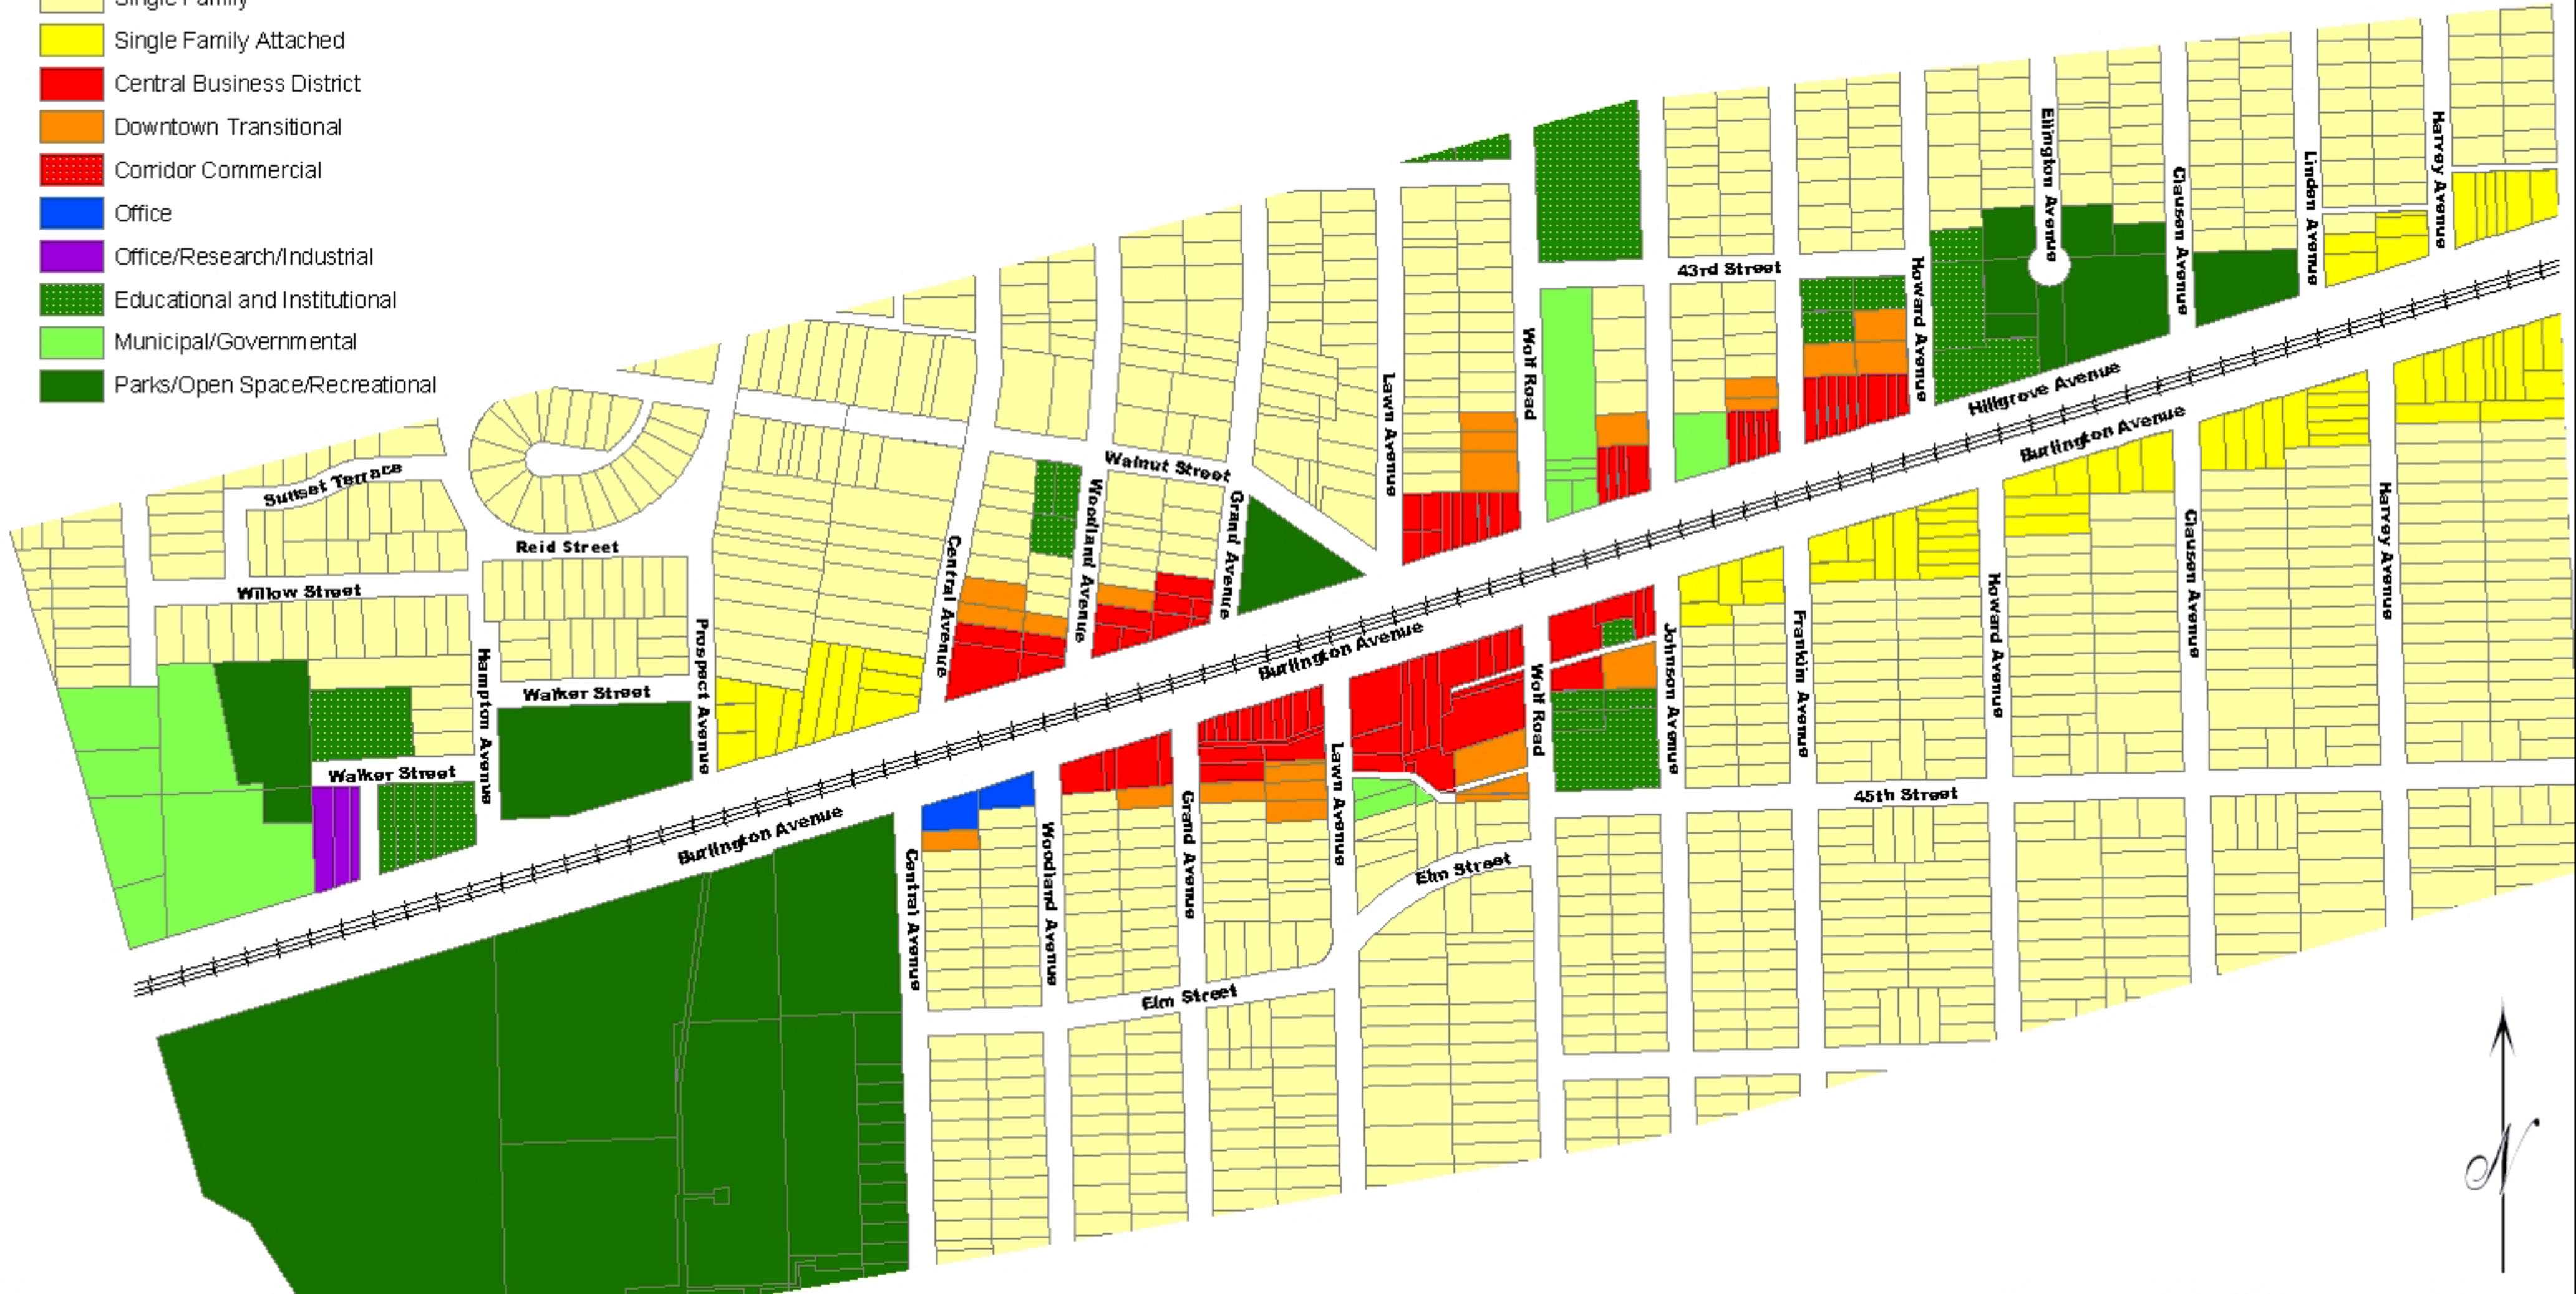 Single Family
Single Family Attached
Central Business District
Downtown Transitional
Corridor Commercial
Office
Office/Research/Industrial
Educational and Institutional
Municipal/Governmental
Parks/Open Space/Recreational
Ellington Avenue
Harvey Avenue
Linden Avenue
Clausen Avenue
43rd Street
Howard Avenue
Wolf Road
Lawn Avenue
Hillgrove Avenue
Burlington Avenue
Walnut Street
Sunset Terrace
Woodland Avenue
Grand Avenue
Central Avenue
Reid Street
Willow Street
Harvey Avenue
Clausen Avenue
Howard Avenue
Franklin Avenue
Johnson Avenue
Burlington Avenue
Prospect Avenue
Hampton Avenue
Walker Street
Wolf Road
Lawn Avenue
Walker Street
45th Street
Grand Avenue
Burlington Avenue
Woodland Avenue
Central Avenue
Elm Street
Elm Street
N